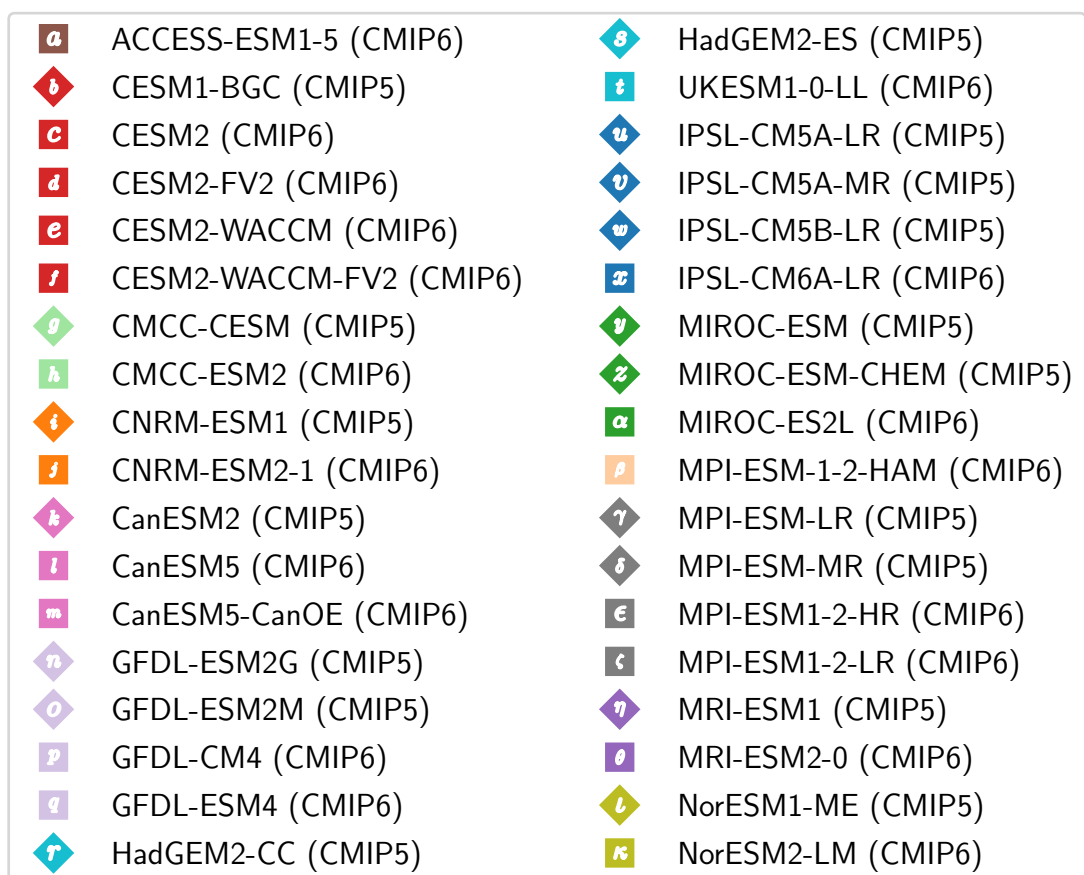 a ACCESS-ESM1-5 (CMIP6)
b CESM1-BGC (CMIP5)
c CESM2 (CMIP6)
d CESM2-FV2 (CMIP6)
e CESM2-WACCM (CMIP6)
f CESM2-WACCM-FV2 (CMIP6)
g CMCC-CESM (CMIP5)
h CMCC-ESM2 (CMIP6)
i CNRM-ESM1 (CMIP5)
j CNRM-ESM2-1 (CMIP6)
k CanESM2 (CMIP5)
l CanESM5 (CMIP6)
m CanESM5-CanOE (CMIP6)
n GFDL-ESM2G (CMIP5)
o GFDL-ESM2M (CMIP5)
p GFDL-CM4 (CMIP6)
q GFDL-ESM4 (CMIP6)
r HadGEM2-CC (CMIP5)
s HadGEM2-ES (CMIP5)
t UKESM1-0-LL (CMIP6)
u IPSL-CM5A-LR (CMIP5)
v IPSL-CM5A-MR (CMIP5)
w IPSL-CM5B-LR (CMIP5)
x IPSL-CM6A-LR (CMIP6)
y MIROC-ESM (CMIP5)
z MIROC-ESM-CHEM (CMIP5)
α MIROC-ES2L (CMIP6)
β MPI-ESM-1-2-HAM (CMIP6)
γ MPI-ESM-LR (CMIP5)
δ MPI-ESM-MR (CMIP5)
ϵ MPI-ESM1-2-HR (CMIP6)
ζ MPI-ESM1-2-LR (CMIP6)
η MRI-ESM1 (CMIP5)
θ MRI-ESM2-0 (CMIP6)
ι NorESM1-ME (CMIP5)
κ NorESM2-LM (CMIP6)